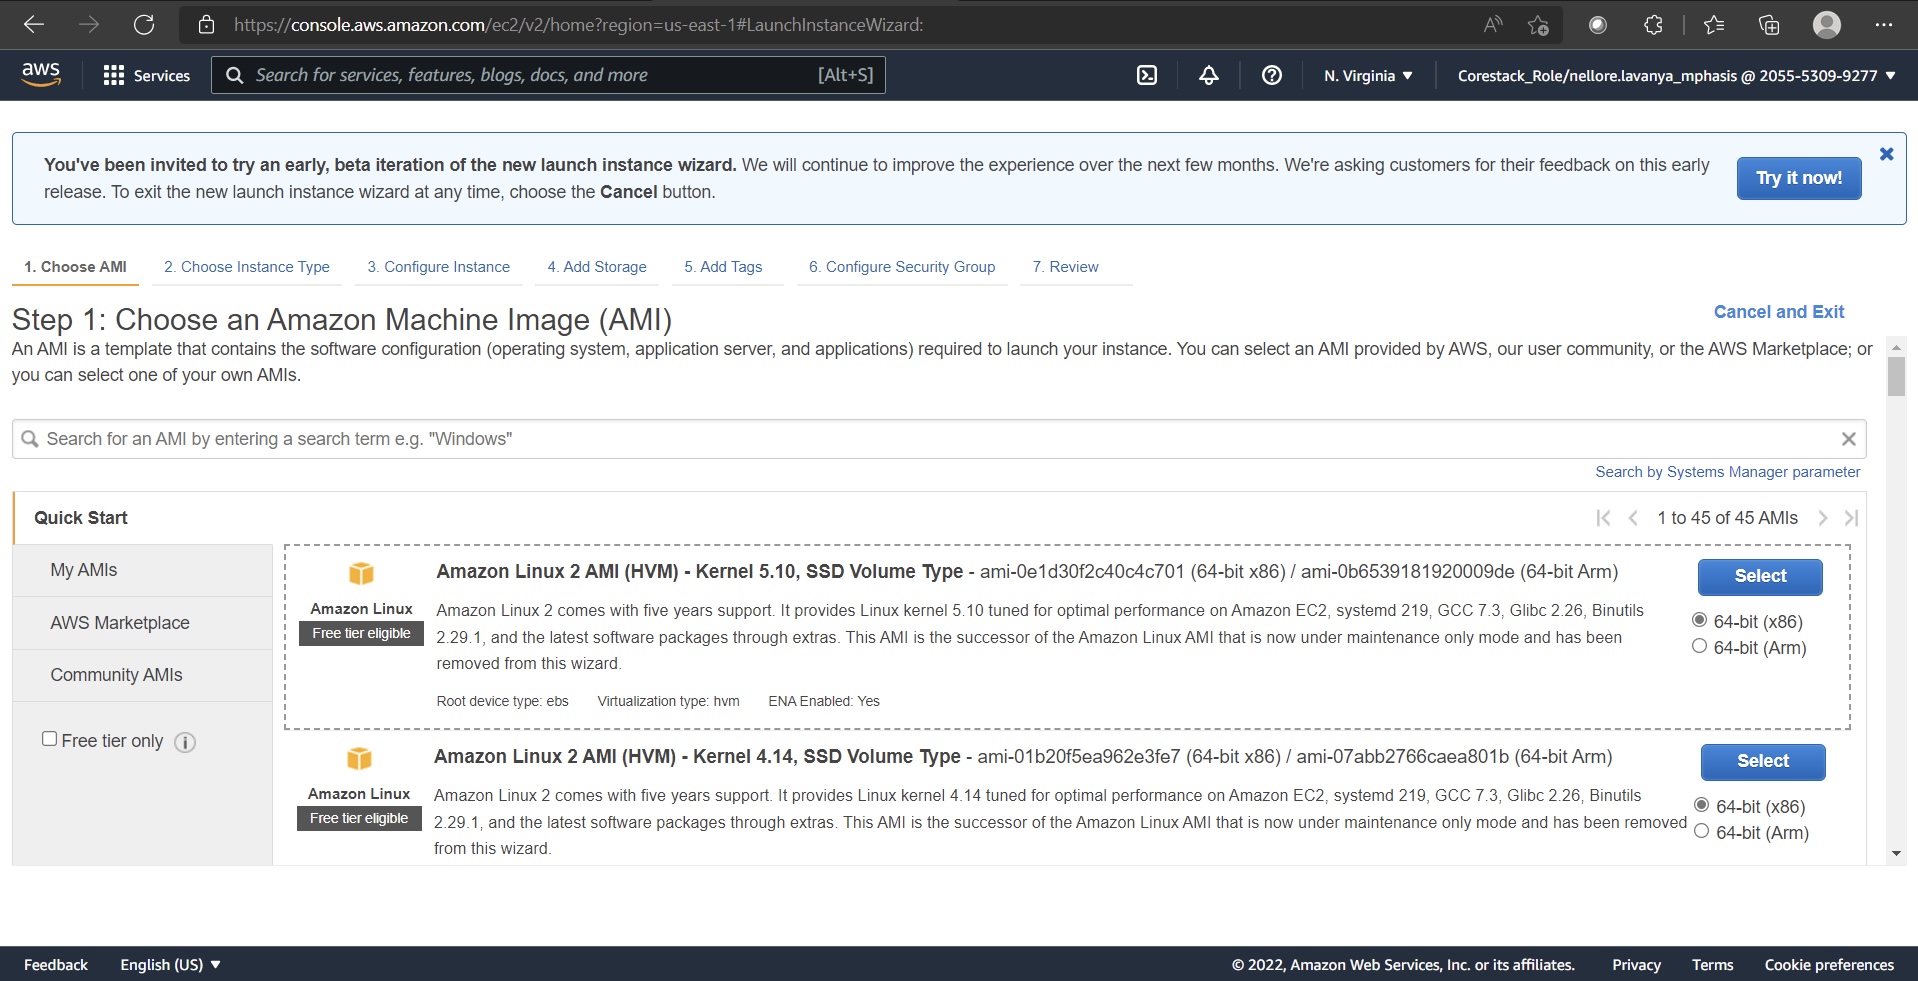 https://console.aws.amazon.com/ec2/v2/home?region=us-east-1#LaunchInstanceWizard:
aws Services Search for services, features, blogs, docs, and more [Alt+S] N. Virginia ▼ Corestack_Role/nellore.lavanya_mphasis @ 2055-5309-9277 ▼
You've been invited to try an early, beta iteration of the new launch instance wizard. We will continue to improve the experience over the next few months. We're asking customers for their feedback on this early
release. To exit the new launch instance wizard at any time, choose the Cancel button.
Try it now!
1. Choose AMI 2. Choose Instance Type 3. Configure Instance 4. Add Storage 5. Add Tags 6. Configure Security Group 7. Review
Step 1: Choose an Amazon Machine Image (AMI)
Cancel and Exit
An AMI is a template that contains the software configuration (operating system, application server, and applications) required to launch your instance. You can select an AMI provided by AWS, our user community, or the AWS Marketplace; or
you can select one of your own AMIs.
Search for an AMI by entering a search term e.g. "Windows"
Search by Systems Manager parameter
Quick Start
1 to 45 of 45 AMIs
My AMIs
AWS Marketplace
Community AMIs
Free tier only
Amazon Linux
Free tier eligible
Amazon Linux 2 AMI (HVM) - Kernel 5.10, SSD Volume Type - ami-0e1d30f2c40c4c701 (64-bit x86) / ami-0b6539181920009de (64-bit Arm)
Amazon Linux 2 comes with five years support. It provides Linux kernel 5.10 tuned for optimal performance on Amazon EC2, systemd 219, GCC 7.3, Glibc 2.26, Binutils
2.29.1, and the latest software packages through extras. This AMI is the successor of the Amazon Linux AMI that is now under maintenance only mode and has been
removed from this wizard.
Root device type: ebs Virtualization type: hvm ENA Enabled: Yes
Select
64-bit (x86)
64-bit (Arm)
Amazon Linux
Free tier eligible
Amazon Linux 2 AMI (HVM) - Kernel 4.14, SSD Volume Type - ami-01b20f5ea962e3fe7 (64-bit x86) / ami-07abb2766caea801b (64-bit Arm)
Amazon Linux 2 comes with five years support. It provides Linux kernel 4.14 tuned for optimal performance on Amazon EC2, systemd 219, GCC 7.3, Glibc 2.26, Binutils
2.29.1, and the latest software packages through extras. This AMI is the successor of the Amazon Linux AMI that is now under maintenance only mode and has been removed
from this wizard.
Select
64-bit (x86)
64-bit (Arm)
Feedback English (US) ▼ © 2022, Amazon Web Services, Inc. or its affiliates. Privacy Terms Cookie preferences